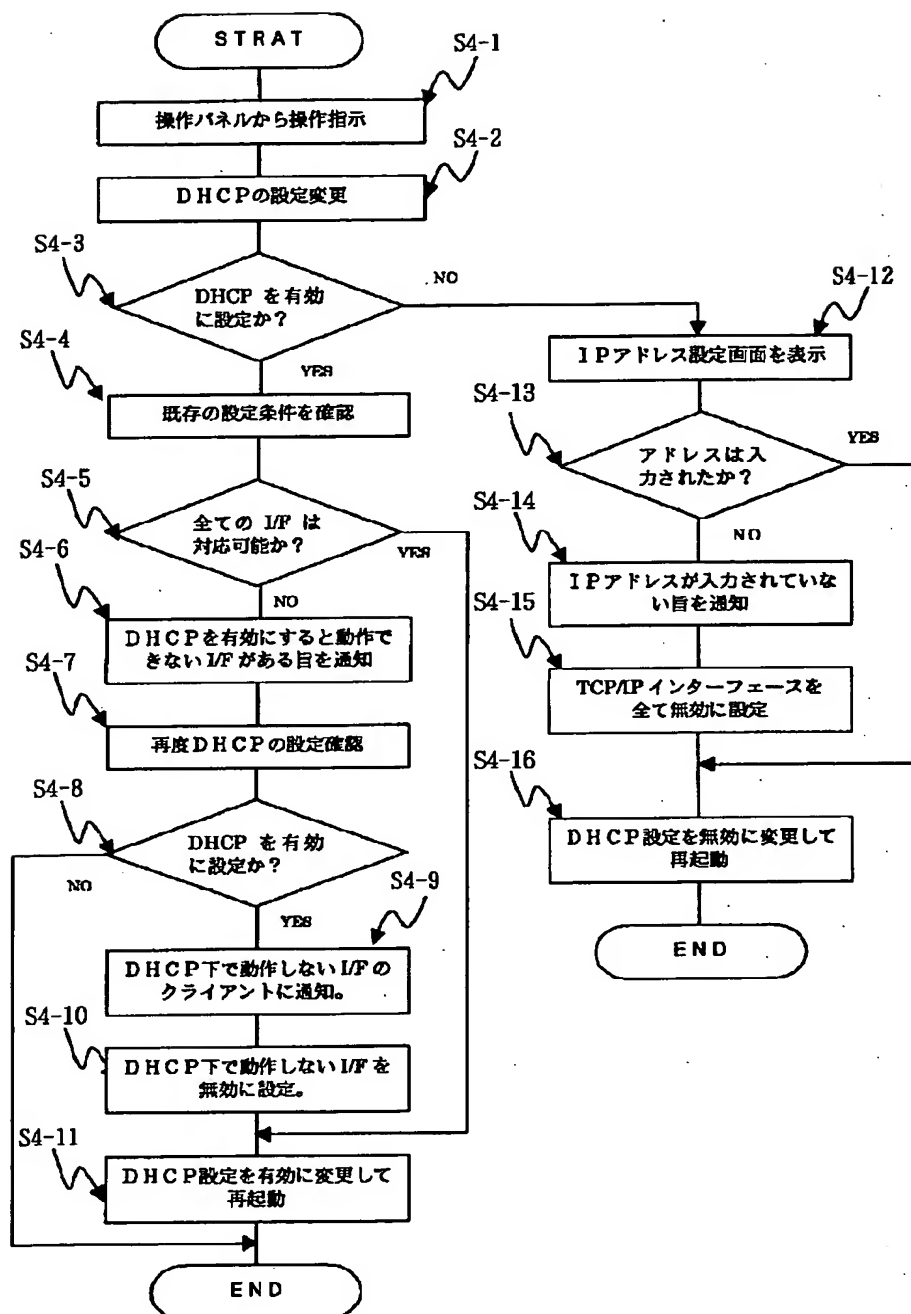 STRAT
S4-1
操作パネルから操作指示
S4-2
DHCPの設定変更
S4-3
DHCP を有効
に設定か?
NO
YES
S4-4
既存の設定条件を確認
S4-5
全ての I/F は
対応可能か?
YES
NO
S4-6
DHCPを有効にすると動作で
きない I/F がある旨を通知
S4-7
再度DHCPの設定確認
S4-8
DHCP を有効
に設定か?
NO
YES
S4-9
DHCP下で動作しない I/F の
クライアントに通知。
S4-10
DHCP下で動作しない I/F を
無効に設定。
S4-11
DHCP設定を有効に変更して
再起動
END
S4-12
IPアドレス設定画面を表示
S4-13
アドレスは入
力されたか?
YES
NO
S4-14
IPアドレスが入力されていな
い旨を通知
S4-15
TCP/IP インターフェースを
全て無効に設定
S4-16
DHCP設定を無効に変更して
再起動
END